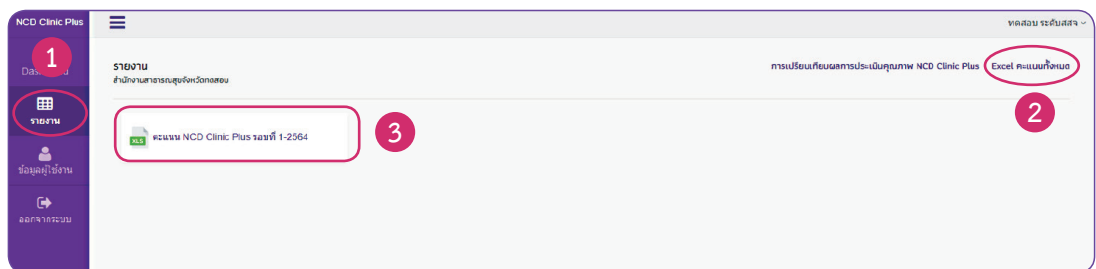 NCD Clinic Plus
ทดสอบ ระดับสสจ
1
รายงาน
ข้อมูลผู้ใช้งาน
ออกจากระบบ
รายงาน
สำนักงานสาธารณสุขจังหวัดทดสอบ
การเปรียบเทียบผลการประเมินคุณภาพ NCD Clinic Plus
Excel คะแนนทั้งหมด
2
XLS
คะแนน NCD Clinic Plus รอบที่ 1-2564
3